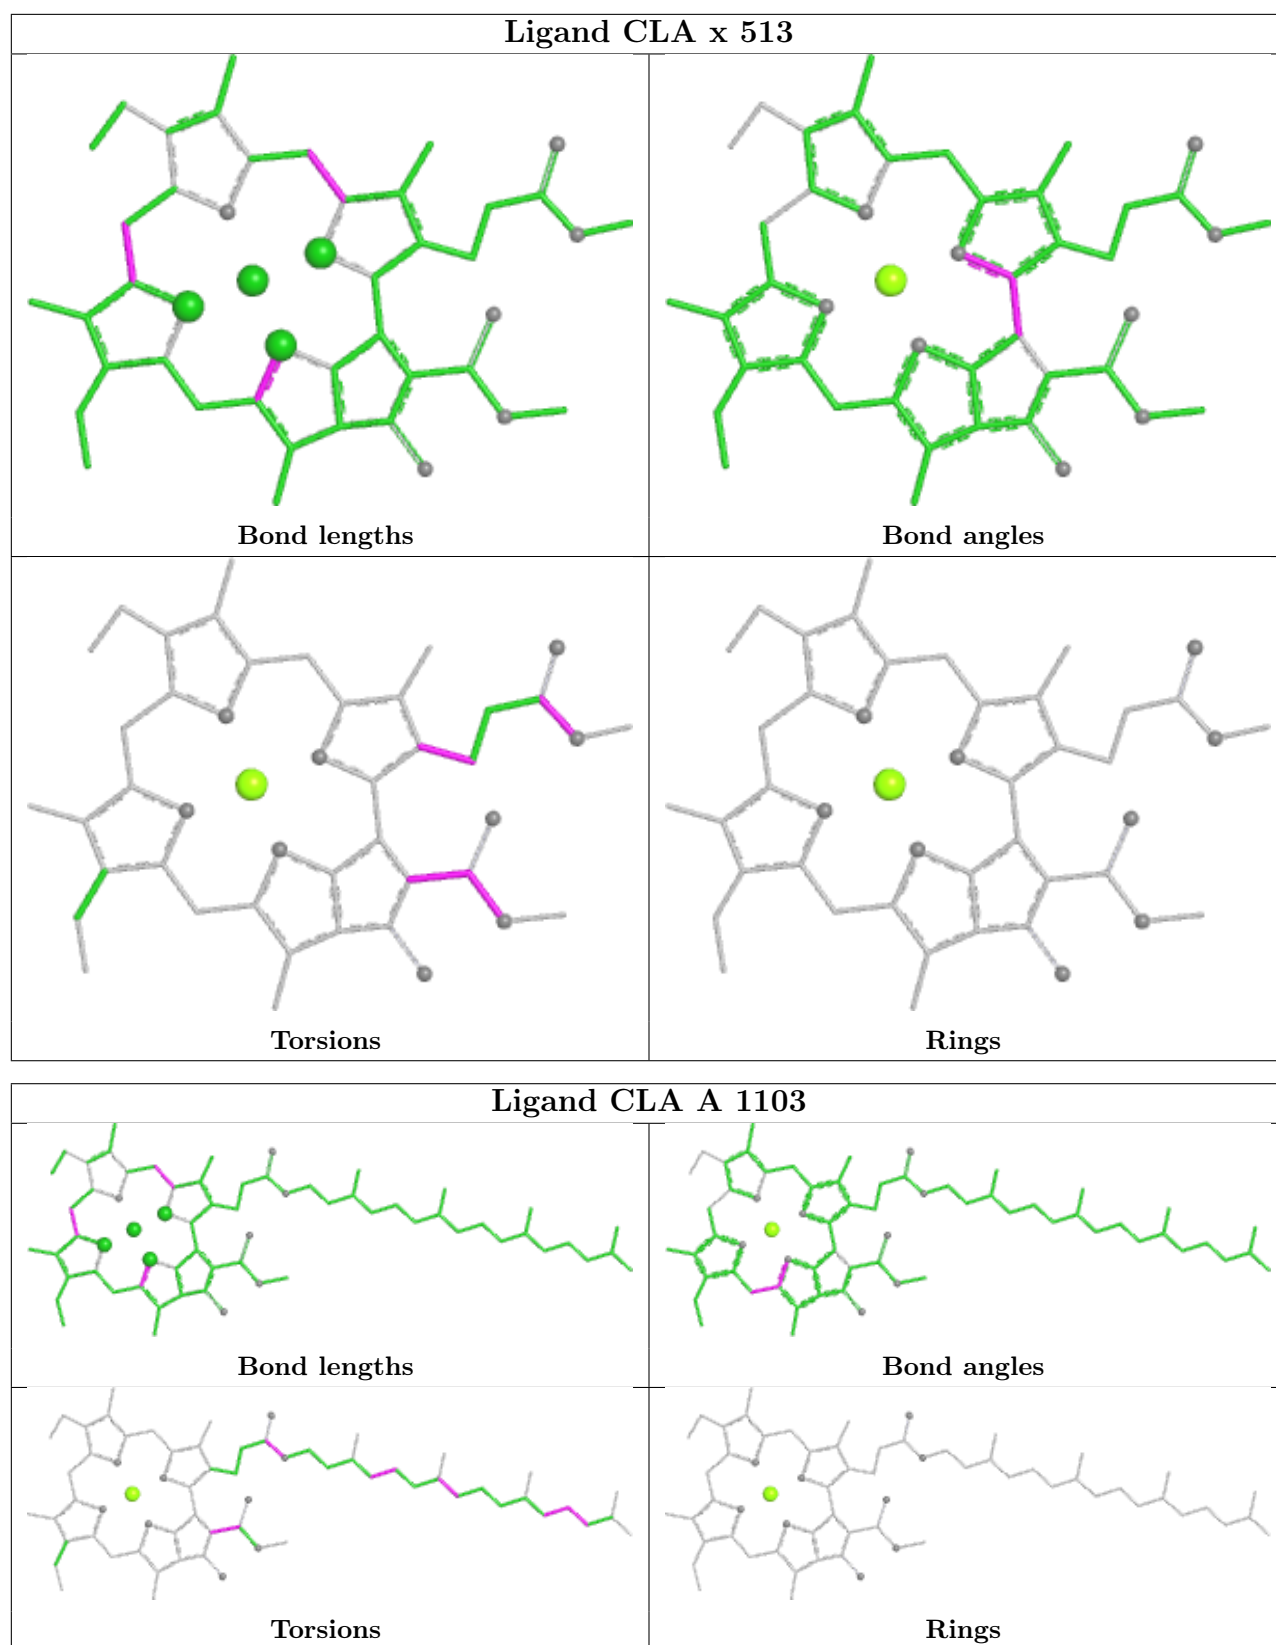 Ligand CLA x 513
Bond lengths
Bond angles
Torsions
Rings
Ligand CLA A 1103
Bond lengths
Bond angles
Torsions
Rings